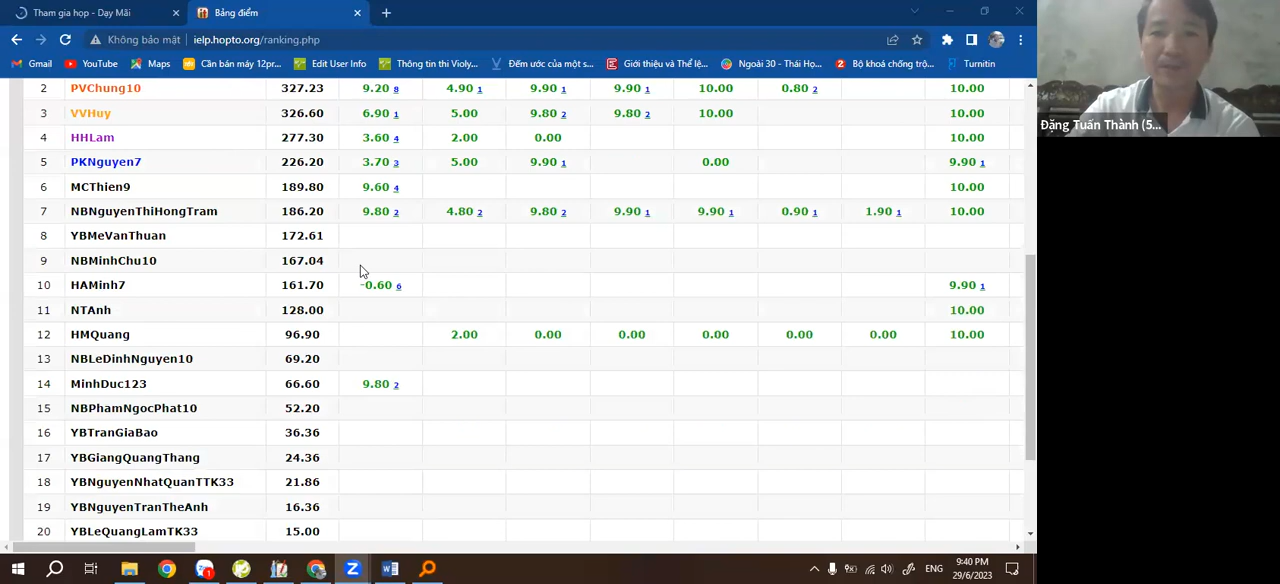 Tham gia họp - Dạy Mãi
Bảng điểm
Không bảo mật ielp.hopto.org/ranking.php
Gmail YouTube Maps Cần bán máy 12pr... Edit User Info Thông tin thi Violy... Đếm ước của một s... Giới thiệu và Thể lệ... Ngoài 30 - Thái Họ... Bộ khoá chống trộ... Turnitin
2 PVChung10 327.23 9.20 8 4.90 1 9.90 1 9.90 1 10.00 0.80 2 10.00
3 VVHuy 326.60 6.90 1 5.00 9.80 2 9.80 2 10.00
4 HHLam 277.30 3.60 4 2.00 0.00 10.00
5 PKNguyen7 226.20 3.70 3 5.00 9.90 1 0.00 9.90 1
6 MCThien9 189.80 9.60 4 10.00
7 NBNguyenThiHongTram 186.20 9.80 2 4.80 2 9.80 2 9.90 1 9.90 1 0.90 1 1.90 1 10.00
8 YBMeVanThuan 172.61
9 NBMinhChu10 167.04
10 HAMinh7 161.70 -0.60 6 9.90 1
11 NTAnh 128.00 10.00
12 HMQuang 96.90 2.00 0.00 0.00 0.00 0.00 0.00 10.00
13 NBLeDinhNguyen10 69.20
14 MinhDuc123 66.60 9.80 2
15 NBPhamNgocPhat10 52.20
16 YBTranGiaBao 36.36
17 YBGiangQuangThang 24.36
18 YBNguyenNhatQuanTTK33 21.86
19 YBNguyenTranTheAnh 16.36
20 YBLeQuangLamTK33 15.00
Đặng Tuấn Thành (5...
ENG
9:40 PM
29/6/2023